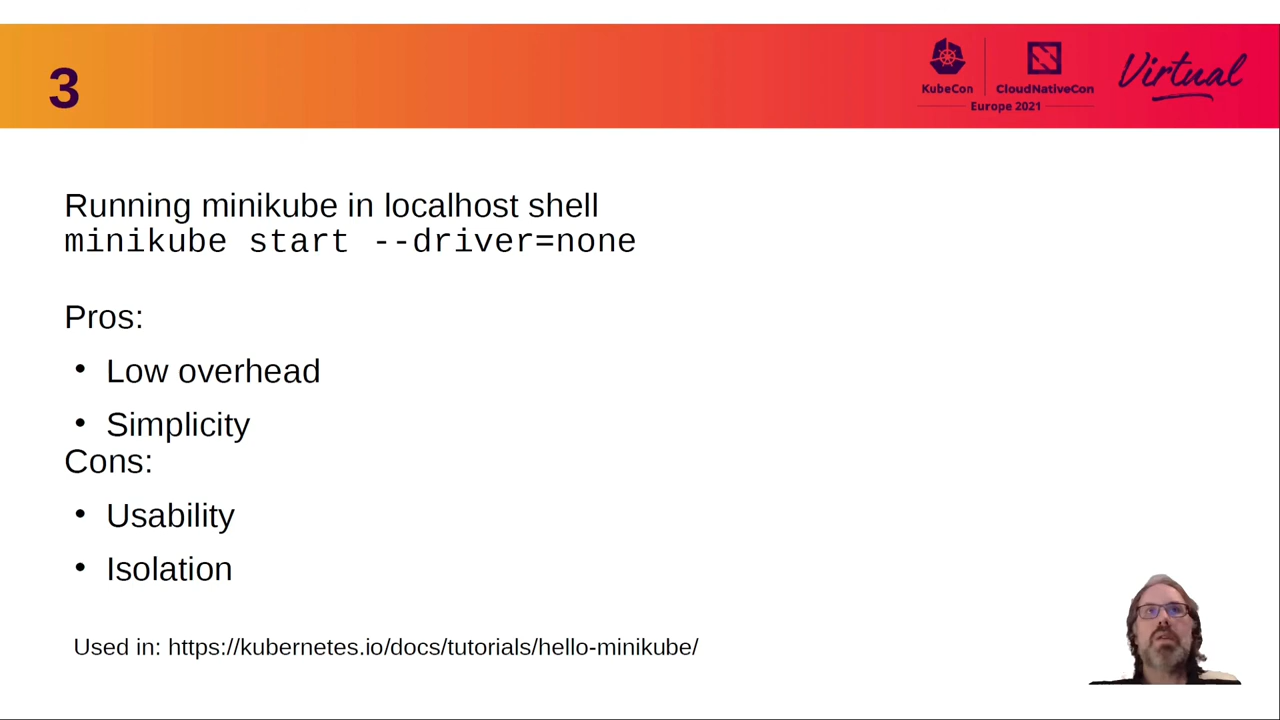 3
KubeCon
CloudNativeCon
Europe 2021
Virtual
Running minikube in localhost shell
minikube start --driver=none
Pros:
• Low overhead
• Simplicity
Cons:
• Usability
• Isolation
Used in: https://kubernetes.io/docs/tutorials/hello-minikube/